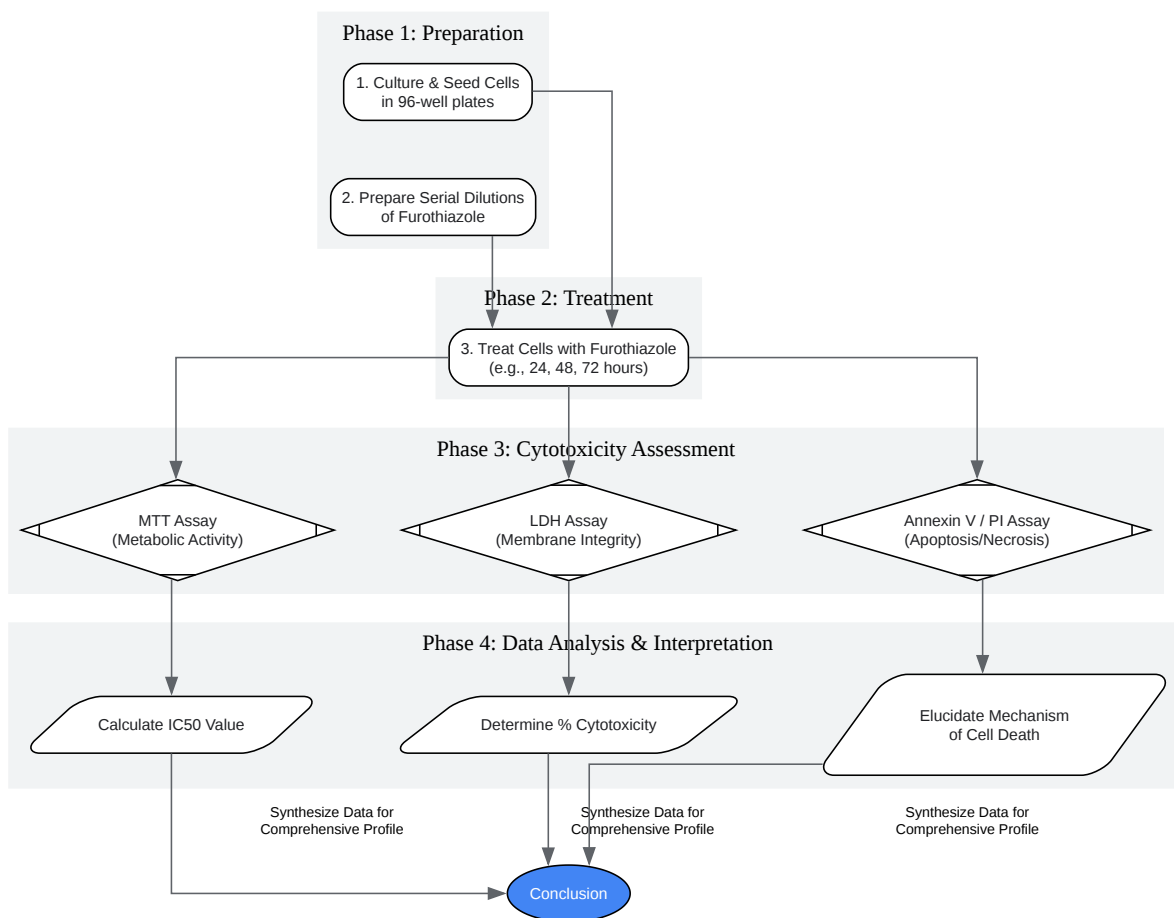 Phase 1: Preparation
1. Culture & Seed Cells
in 96-well plates
2. Prepare Serial Dilutions
of Furothiazole
Phase 2: Treatment
3. Treat Cells with Furothiazole
(e.g., 24, 48, 72 hours)
Phase 3: Cytotoxicity Assessment
MTT Assay
(Metabolic Activity)
LDH Assay
(Membrane Integrity)
Annexin V / PI Assay
(Apoptosis/Necrosis)
Phase 4: Data Analysis & Interpretation
Calculate IC50 Value
Determine % Cytotoxicity
Elucidate Mechanism
of Cell Death
Synthesize Data for
Comprehensive Profile
Synthesize Data for
Comprehensive Profile
Synthesize Data for
Comprehensive Profile
Conclusion